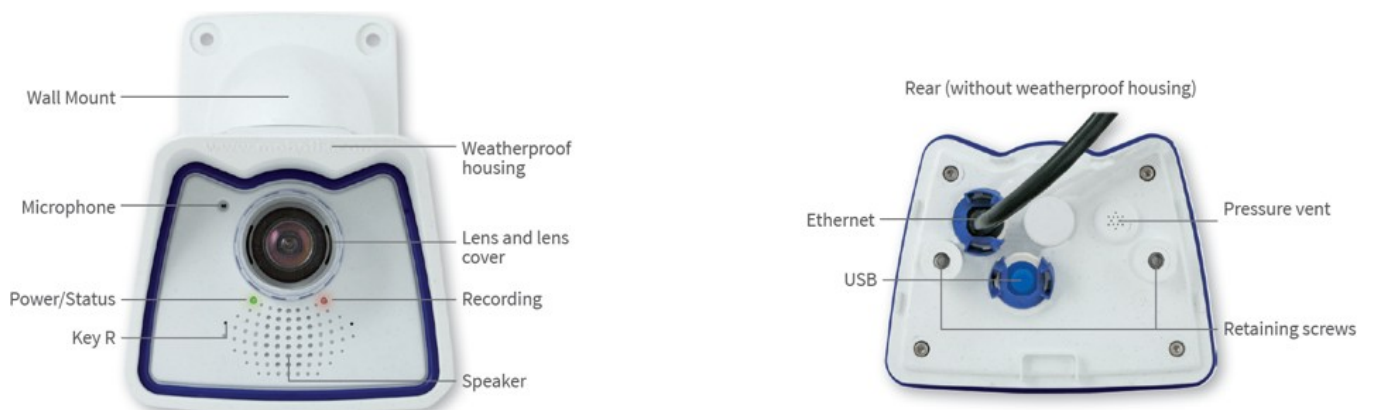 Wall Mount
Weatherproof
housing
Microphone
Lens and lens
cover
Power/Status
Recording
Key R
Speaker
Rear (without weatherproof housing)
Ethernet
Pressure vent
USB
Retaining screws